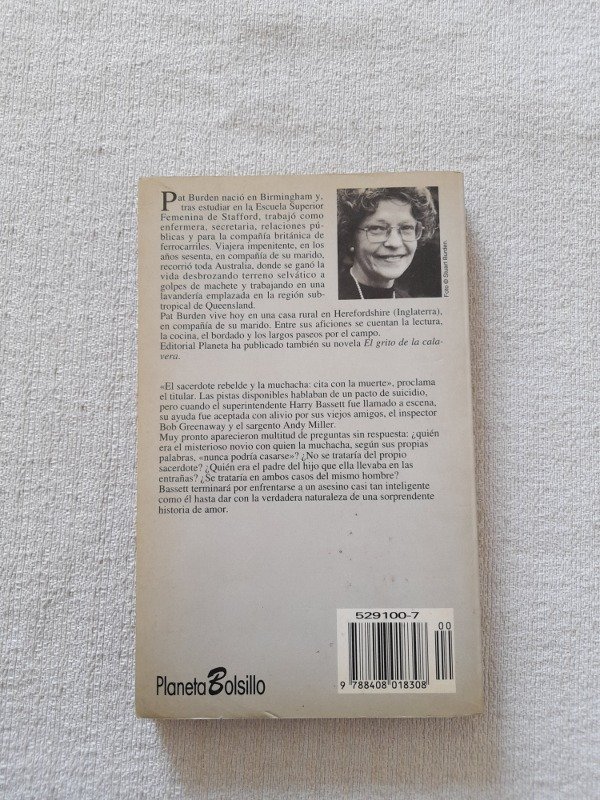 Pat Burden nació en Birmingham y,
tras estudiar en la Escuela Superior
Femenina de Stafford, trabajó como
enfermera, secretaria, relaciones pú-
blicas y para la compañía británica de
ferrocarriles. Viajera impenitente, en los
años sesenta, en compañía de su marido,
recorrió toda Australia, donde se ganó la
vida desbrozando terreno selvático a
golpes de machete y trabajando en una
lavandería emplazada en la región sub-
tropical de Queensland.
Pat Burden vive hoy en una casa rural en Herefordshire (Inglaterra),
en compañía de su marido. Entre sus aficiones se cuentan la lectura,
la cocina, el bordado y los largos paseos por el campo.
Editorial Planeta ha publicado también su novela El grito de la cala-
vera.
Foto © Stuart Burden.
«El sacerdote rebelde y la muchacha: cita con la muerte», proclama
el titular. Las pistas disponibles hablaban de un pacto de suicidio,
pero cuando el superintendente Harry Bassett fue llamado a escena,
su ayuda fue aceptada con alivio por sus viejos amigos, el inspector
Bob Greenaway y el sargento Andy Miller.
Muy pronto aparecieron multitud de preguntas sin respuesta: ¿quién
era el misterioso novio con quien la muchacha, según sus propias
palabras, «nunca podría casarse»? ¿No se trataría del propio
sacerdote? ¿Quién era el padre del hijo que ella llevaba en las
entrañas? ¿Se trataría en ambos casos del mismo hombre?
Bassett terminará por enfrentarse a un asesino casi tan inteligente
como él hasta dar con la verdadera naturaleza de una sorprendente
historia de amor.
529100-7
00
9 788408 018308
Planeta Bolsillo